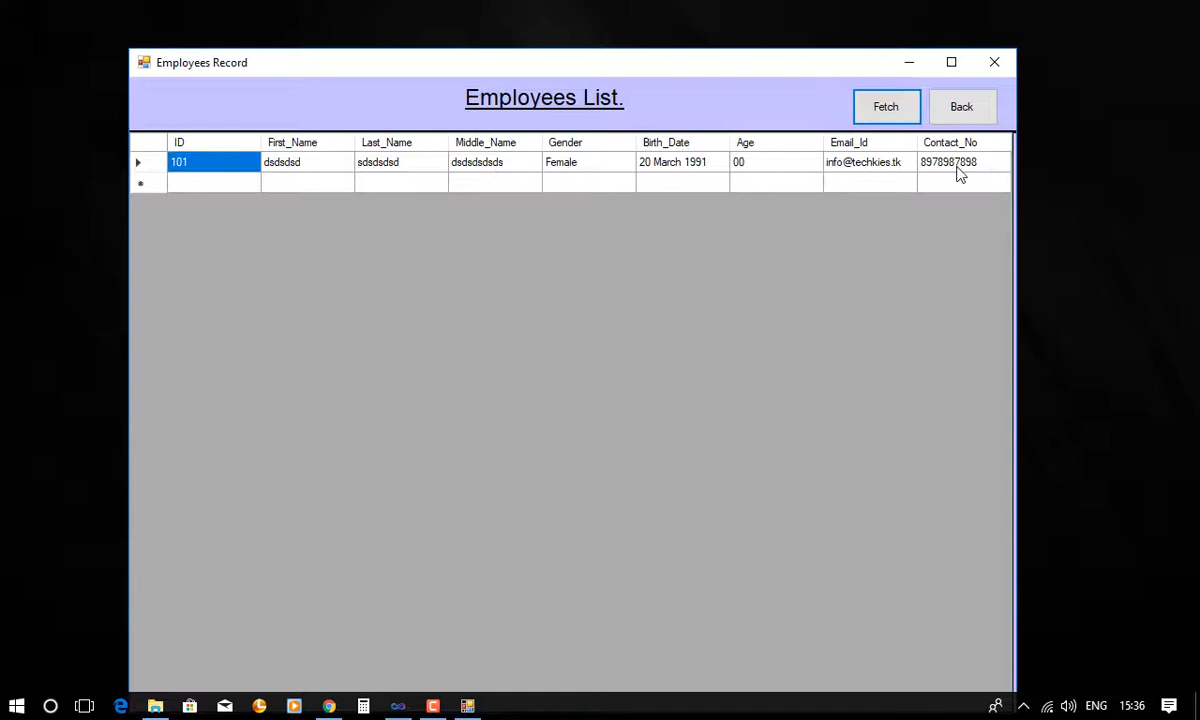 Employees Record
Employees List.
Fetch
Back
ID First_Name Last_Name Middle_Name Gender Birth_Date Age Email_Id Contact_No
101 dsdsdsd sdsdsdsd dsdsdsdsds Female 20 March 1991 00 info@techkies.tk 8978987898
ENG 15:36